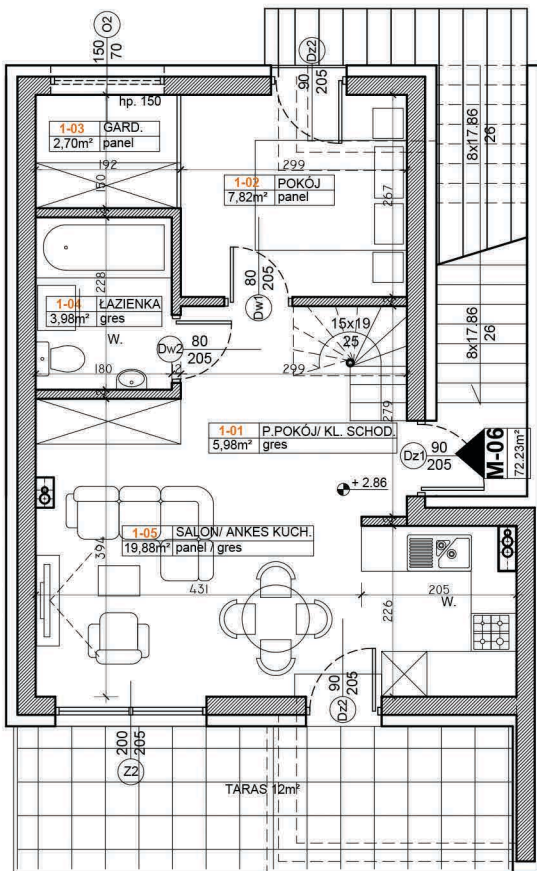 O2
150
70
Dz2
90
205
hp. 150
1-03 GARD.
2,70m² panel
192
150
299
1-02 POKÓJ
7,82m² panel
267
8x17.86
26
8x17.86
26
228
1-04 ŁAZIENKA
3,98m² gres
W.
80
205
Dw1
Dw2
80
205
15x19
25
180
12
299
279
1-01 P.POKÓJ/ KL. SCHOD.
5,98m² gres
Dz1
90
205
M-06
72.23m²
+ 2.86
1-05 SALON/ ANKES KUCH.
19,88m² panel / gres
394
431
205
W.
226
90
205
Dz2
200
205
Z2
TARAS 12m²